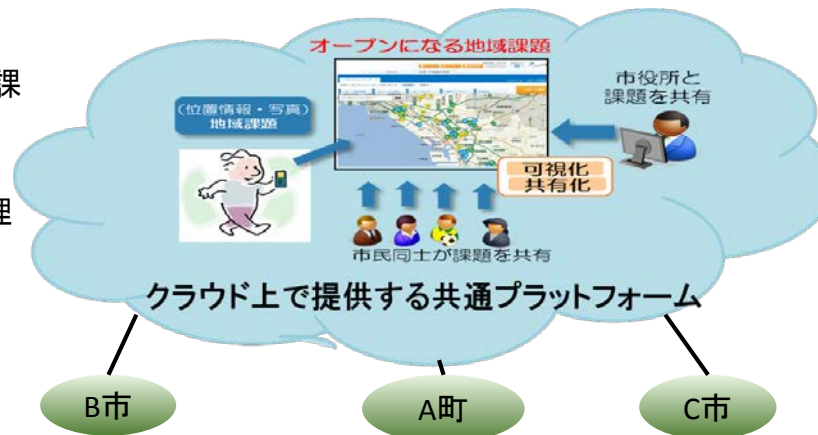 オープンになる地域課題
課
市役所と
課題を共有
(位置情報・写真)
地域課題
可視化
共有化
理
市民同士が課題を共有
クラウド上で提供する共通プラットフォーム
B市
A町
C市